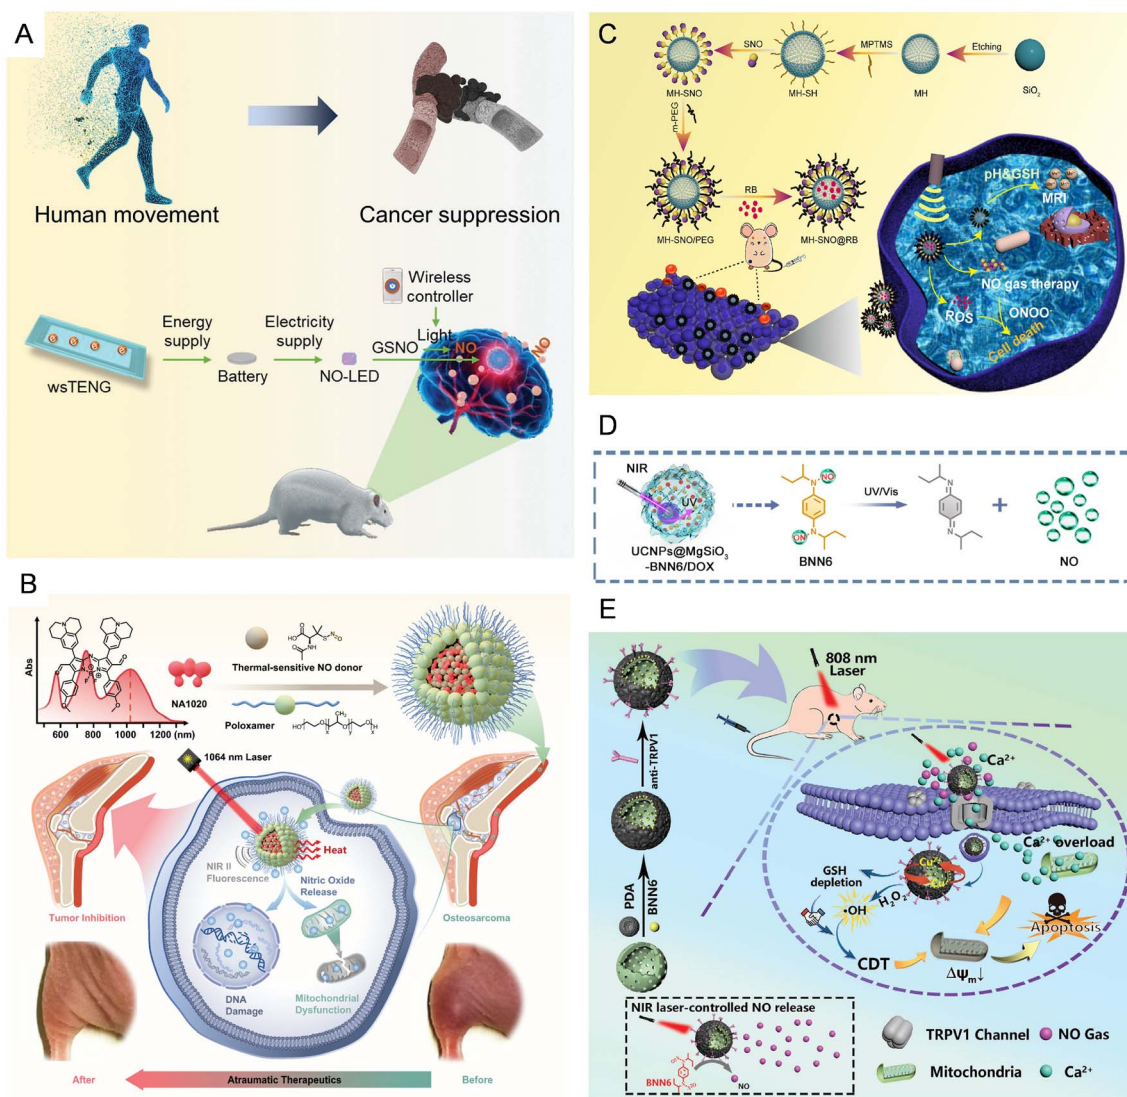 A
Human movement
Cancer suppression
Wireless
controller
Energy
supply
Electricity
supply
Light
GSNO
NO
NO
wsTENG
Battery
NO-LED
B
Abs
600 800 1000 1200 (nm)
NA1020
Thermal-sensitive NO donor
Poloxamer
1064 nm Laser
NIR II
Fluorescence
Heat
Nitric Oxide
Release
Tumor Inhibition
Osteosarcoma
DNA
Damage
Mitochondrial
Dysfunction
After
Atraumatic Therapeutics
Before
C
SNO
MPTMS
Etching
MH-SNO
MH-SH
MH
SiO2
m-PEG
RB
MH-SNO/PEG
MH-SNO@RB
pH&GSH
MRI
NO gas therapy
ROS
ONOO-
Cell death
D
NIR
UV
UCNPs@MgSiO3
-BNN6/DOX
NO
ON
BNN6
UV/Vis
+
NO
E
808 nm
Laser
anti-TRPV1
PDA
BNN6
Ca2+
Ca2+ overload
GSH
depletion
Cu2+
Cu+
H2O2
·OH
CDT
ΔΨm↓
Apoptosis
NIR laser-controlled NO release
BNN6
NO
TRPV1 Channel
NO Gas
Mitochondria
Ca2+